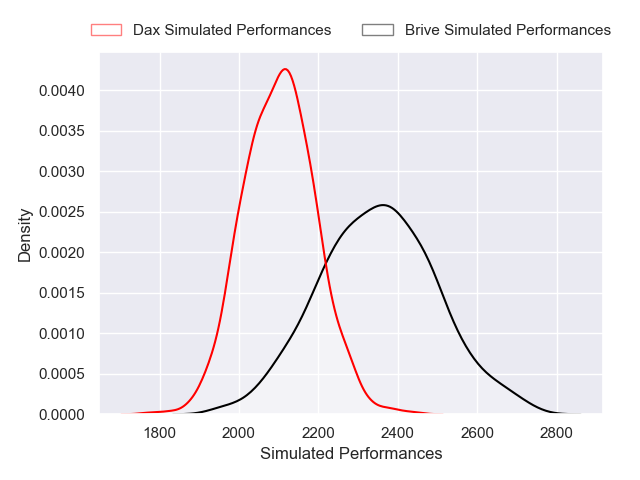 Dax Simulated Performances
Brive Simulated Performances
0.0040
0.0035
0.0030
0.0025
0.0020
0.0015
0.0010
0.0005
0.0000
Density
1800 2000 2200 2400 2600 2800
Simulated Performances